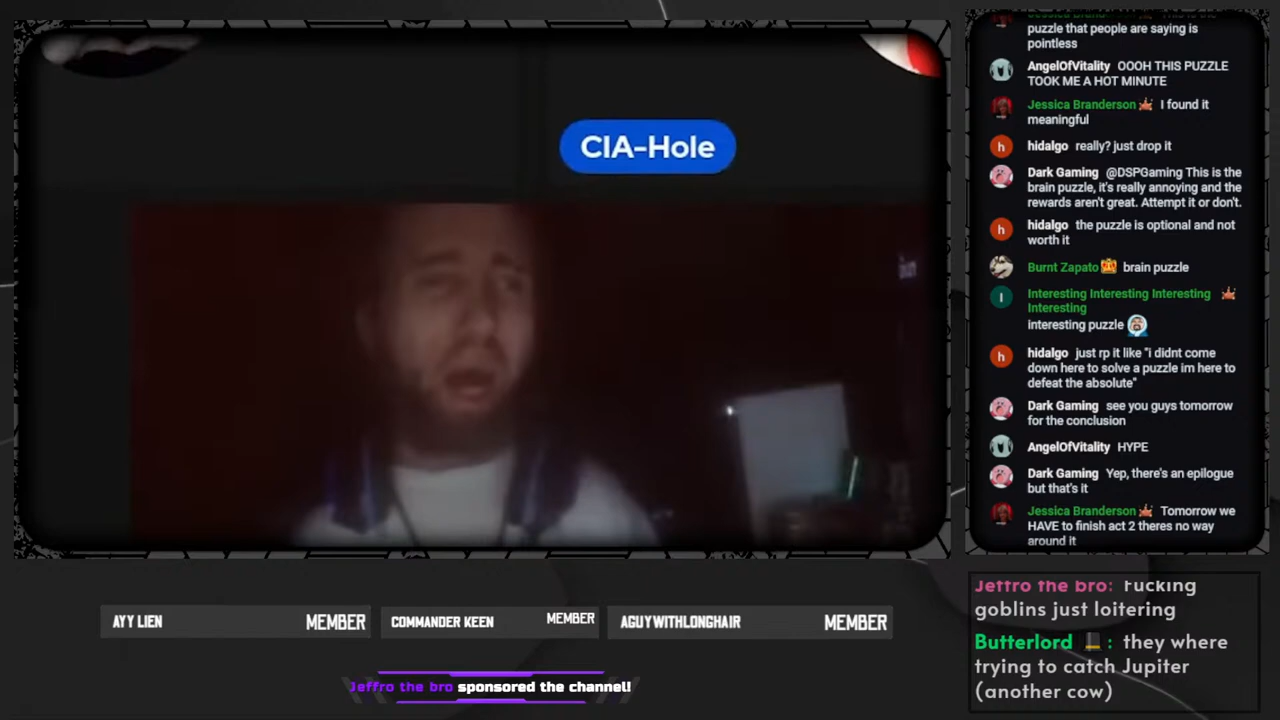 CIA-Hole
puzzle that people are saying is
pointless
AngelOfVitality OOOH THIS PUZZLE
TOOK ME A HOT MINUTE
Jessica Branderson I found it
meaningful
hidalgo really? just drop it
Dark Gaming @DSPGaming This is the
brain puzzle, it's really annoying and the
rewards aren't great. Attempt it or don't.
hidalgo the puzzle is optional and not
worth it
Burnt Zapato brain puzzle
Interesting Interesting Interesting
Interesting
interesting puzzle
hidalgo just rp it like "i didnt come
down here to solve a puzzle im here to
defeat the absolute"
Dark Gaming see you guys tomorrow
for the conclusion
AngelOfVitality HYPE
Dark Gaming Yep, there's an epilogue
but that's it
Jessica Branderson Tomorrow we
HAVE to finish act 2 theres no way
around it
Jeffro the bro: Fucking
goblins just loitering
Butterlord : they where
trying to catch Jupiter
(another cow)
AYY LIEN MEMBER
COMMANDER KEEN MEMBER
AGUYWITHLONGHAIR MEMBER
Jeffro the bro sponsored the channel!